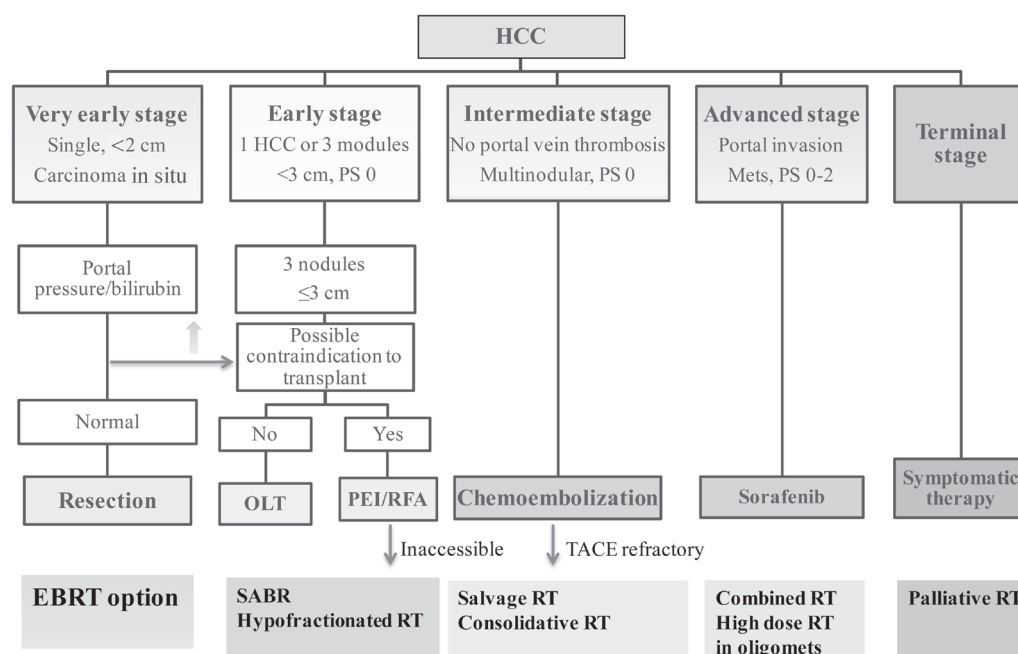 HCC
Very early stage
Single, <2 cm
Carcinoma in situ
Early stage
1 HCC or 3 modules
<3 cm, PS 0
Intermediate stage
No portal vein thrombosis
Multinodular, PS 0
Advanced stage
Portal invasion
Mets, PS 0-2
Terminal
stage
Portal
pressure/bilirubin
3 nodules
≤3 cm
Possible
contraindication to
transplant
Normal
No
Yes
Resection
OLT
PEI/RFA
Chemoembolization
Sorafenib
Symptomatic
therapy
Inaccessible
TACE refractory
EBRT option
SABR
Hypofractionated RT
Salvage RT
Consolidative RT
Combined RT
High dose RT
in oligomets
Palliative RT